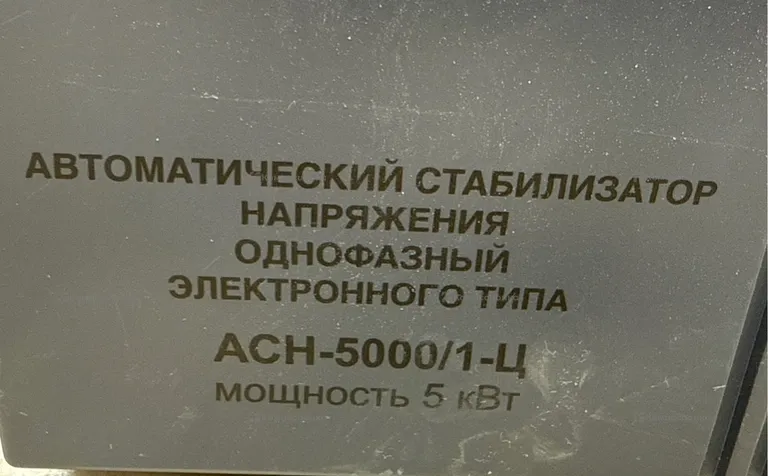 АВТОМАТИЧЕСКИЙ СТАБИЛИЗАТОР
НАПРЯЖЕНИЯ
ОДНОФАЗНЫЙ
ЭЛЕКТРОННОГО ТИПА
АСН-5000/1-Ц
МОЩНОСТЬ 5 кВт